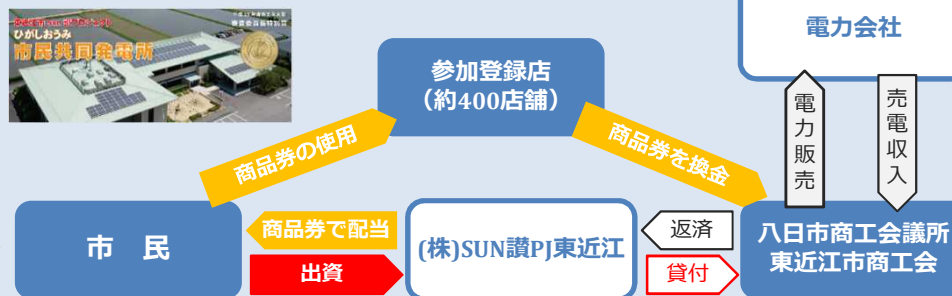 ひがしおうみ
市民共同発電所
電力会社
参加登録店
（約400店舗）
電力販売
売電収入
商品券の使用
商品券を換金
市 民
商品券で配当
出資
(株)SUN讃PJ東近江
返済
貸付
八日市商工会議所
東近江市商工会